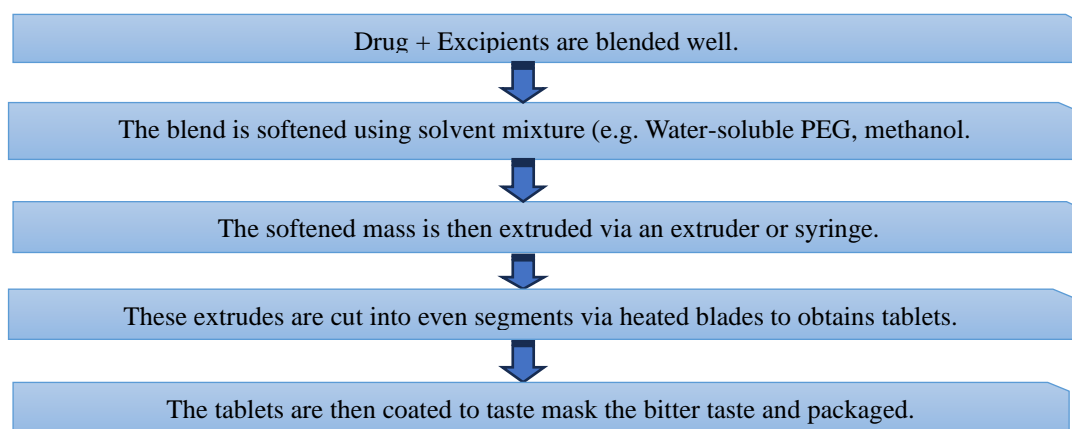 Drug + Excipients are blended well.
The blend is softened using solvent mixture (e.g. Water-soluble PEG, methanol.
The softened mass is then extruded via an extruder or syringe.
These extrudes are cut into even segments via heated blades to obtains tablets.
The tablets are then coated to taste mask the bitter taste and packaged.